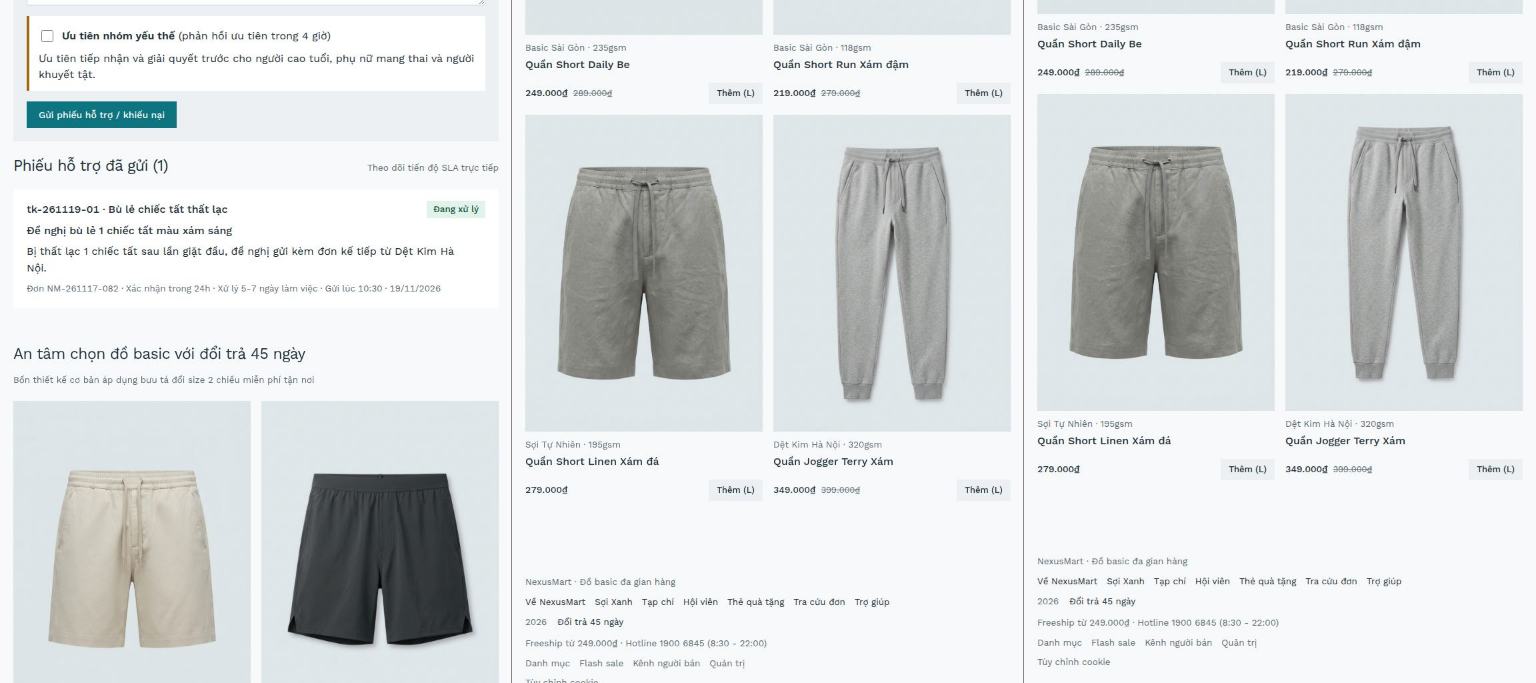 Ưu tiên nhóm yếu thế (phản hồi ưu tiên trong 4 giờ)
Ưu tiên tiếp nhận và giải quyết trước cho người cao tuổi, phụ nữ mang thai và người
khuyết tật.
Gửi phiếu hỗ trợ / khiếu nại
Phiếu hỗ trợ đã gửi (1)
Theo dõi tiến độ SLA trực tiếp
tk-261119-01 · Bù lẻ chiếc tất thất lạc
Đang xử lý
Đề nghị bù lẻ 1 chiếc tất màu xám sáng
Bị thất lạc 1 chiếc tất sau lần giặt đầu, đề nghị gửi kèm đơn kế tiếp từ Dệt Kim Hà
Nội.
Đơn NM-261117-082 · Xác nhận trong 24h · Xử lý 5-7 ngày làm việc · Gửi lúc 10:30 · 19/11/2026
An tâm chọn đồ basic với đổi trả 45 ngày
Bốn thiết kế cơ bản áp dụng bưu tá đổi size 2 chiều miễn phí tận nơi
Basic Sài Gòn · 235gsm
Quần Short Daily Be
249.000₫ 289.000₫
Thêm (L)
Basic Sài Gòn · 118gsm
Quần Short Run Xám đậm
219.000₫ 279.000₫
Thêm (L)
Sợi Tự Nhiên · 195gsm
Quần Short Linen Xám đá
279.000₫
Thêm (L)
Dệt Kim Hà Nội · 320gsm
Quần Jogger Terry Xám
349.000₫ 399.000₫
Thêm (L)
NexusMart · Đồ basic đa gian hàng
Về NexusMart Sợi Xanh Tạp chí Hội viên Thẻ quà tặng Tra cứu đơn Trợ giúp
2026 Đổi trả 45 ngày
Freeship từ 249.000₫ · Hotline 1900 6845 (8:30 - 22:00)
Danh mục Flash sale Kênh người bán Quản trị
Tùy chỉnh cookie
Basic Sài Gòn · 235gsm
Quần Short Daily Be
249.000₫ 289.000₫
Thêm (L)
Basic Sài Gòn · 118gsm
Quần Short Run Xám đậm
219.000₫ 279.000₫
Thêm (L)
Sợi Tự Nhiên · 195gsm
Quần Short Linen Xám đá
279.000₫
Thêm (L)
Dệt Kim Hà Nội · 320gsm
Quần Jogger Terry Xám
349.000₫ 399.000₫
Thêm (L)
NexusMart · Đồ basic đa gian hàng
Về NexusMart Sợi Xanh Tạp chí Hội viên Thẻ quà tặng Tra cứu đơn Trợ giúp
2026 Đổi trả 45 ngày
Freeship từ 249.000₫ · Hotline 1900 6845 (8:30 - 22:00)
Danh mục Flash sale Kênh người bán Quản trị
Tùy chỉnh cookie